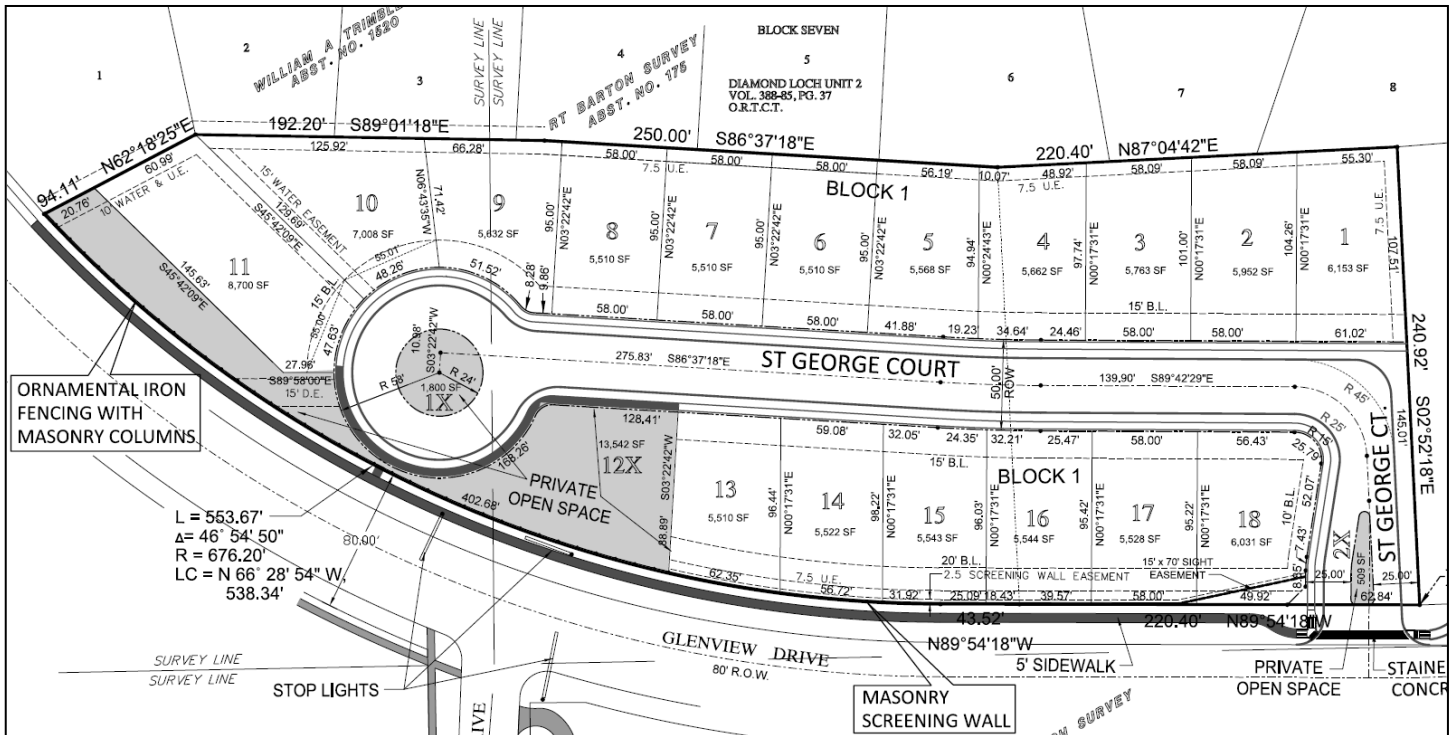 BLOCK SEVEN
1
2
3
4
5
6
7
8
WILLIAM A TRIMBLE
ABST. NO. 1520
SURVEY LINE
SURVEY LINE
RT BARTON SURVEY
ABST. NO. 175
DIAMOND LOCH UNIT 2
VOL. 388-85, PG. 37
O.R.T.C.T.
94.11' N62°18'25"E
192.20' S89°01'18"E
250.00' S86°37'18"E
220.40' N87°04'42"E
20.76'
60.99'
10' WATER & U.E.
15' WATER EASEMENT
129.69'
S45°42'09"E
125.92'
66.28'
58.00'
58.00'
58.00'
56.19'
10.07'
48.92'
58.09'
58.09'
55.30'
7.5 U.E.
7.5 U.E.
7.5 U.E.
BLOCK 1
N06°43'35"W
71.42'
95.00'
N03°22'42"E
95.00'
N03°22'42"E
95.00'
N03°22'42"E
95.00'
N03°22'42"E
94.94'
N00°24'43"E
97.74'
N00°17'31"E
101.00'
N00°17'31"E
104.26'
N00°17'31"E
107.51'
11
8,700 SF
10
7,008 SF
9
5,632 SF
8
5,510 SF
7
5,510 SF
6
5,510 SF
5
5,568 SF
4
5,662 SF
3
5,763 SF
2
5,952 SF
1
6,153 SF
145.63'
S45°42'09"E
15' B.L.
55.01'
55.00'
48.26'
51.52'
47.63'
8.28'
9.86'
27.96'
S89°58'00"E
15' D.E.
58.00'
58.00'
58.00'
41.88'
19.23'
34.64'
24.46'
58.00'
58.00'
61.02'
15' B.L.
10.98'
S03°22'42"W
R 58'
R 24'
1,800 SF
1X
275.83' S86°37'18"E
ST GEORGE COURT
50.00'
ROW
139.90' S89°42'29"E
R 45'
R 25'
R 15'
25.79'
240.92' S02°52'18"E
145.01'
ST GEORGE CT
ORNAMENTAL IRON
FENCING WITH
MASONRY COLUMNS
128.41'
13,542 SF
12X
168.26'
PRIVATE
OPEN SPACE
402.68'
S03°22'42"W
88.89'
59.08'
32.05'
24.35'
32.21'
25.47'
58.00'
56.43'
15' B.L.
BLOCK 1
10' B.L
52.07'
7.43'
13
5,510 SF
96.44'
N00°17'31"E
14
5,522 SF
96.22'
N00°17'31"E
15
5,543 SF
96.03'
N00°17'31"E
16
5,544 SF
95.42'
N00°17'31"E
17
5,528 SF
95.22'
N00°17'31"E
18
6,031 SF
2X
509 SF
25.00'
25.00'
L = 553.67'
Δ= 46° 54' 50"
R = 676.20'
LC = N 66° 28' 54" W,
538.34'
80.00'
20' B.L.
15' x 70' SIGHT
EASEMENT
2.5 SCREENING WALL EASEMENT
7.5 U.E.
62.35'
56.72'
31.92'
25.09'
18.43'
39.57'
58.00'
49.92'
62.84'
43.52'
N89°54'18"W
220.40' N89°54'18"W
GLENVIEW DRIVE
80' R.O.W.
5' SIDEWALK
PRIVATE
OPEN SPACE
STAINE
CONCR
SURVEY LINE
SURVEY LINE
STOP LIGHTS
MASONRY
SCREENING WALL
SURVEY